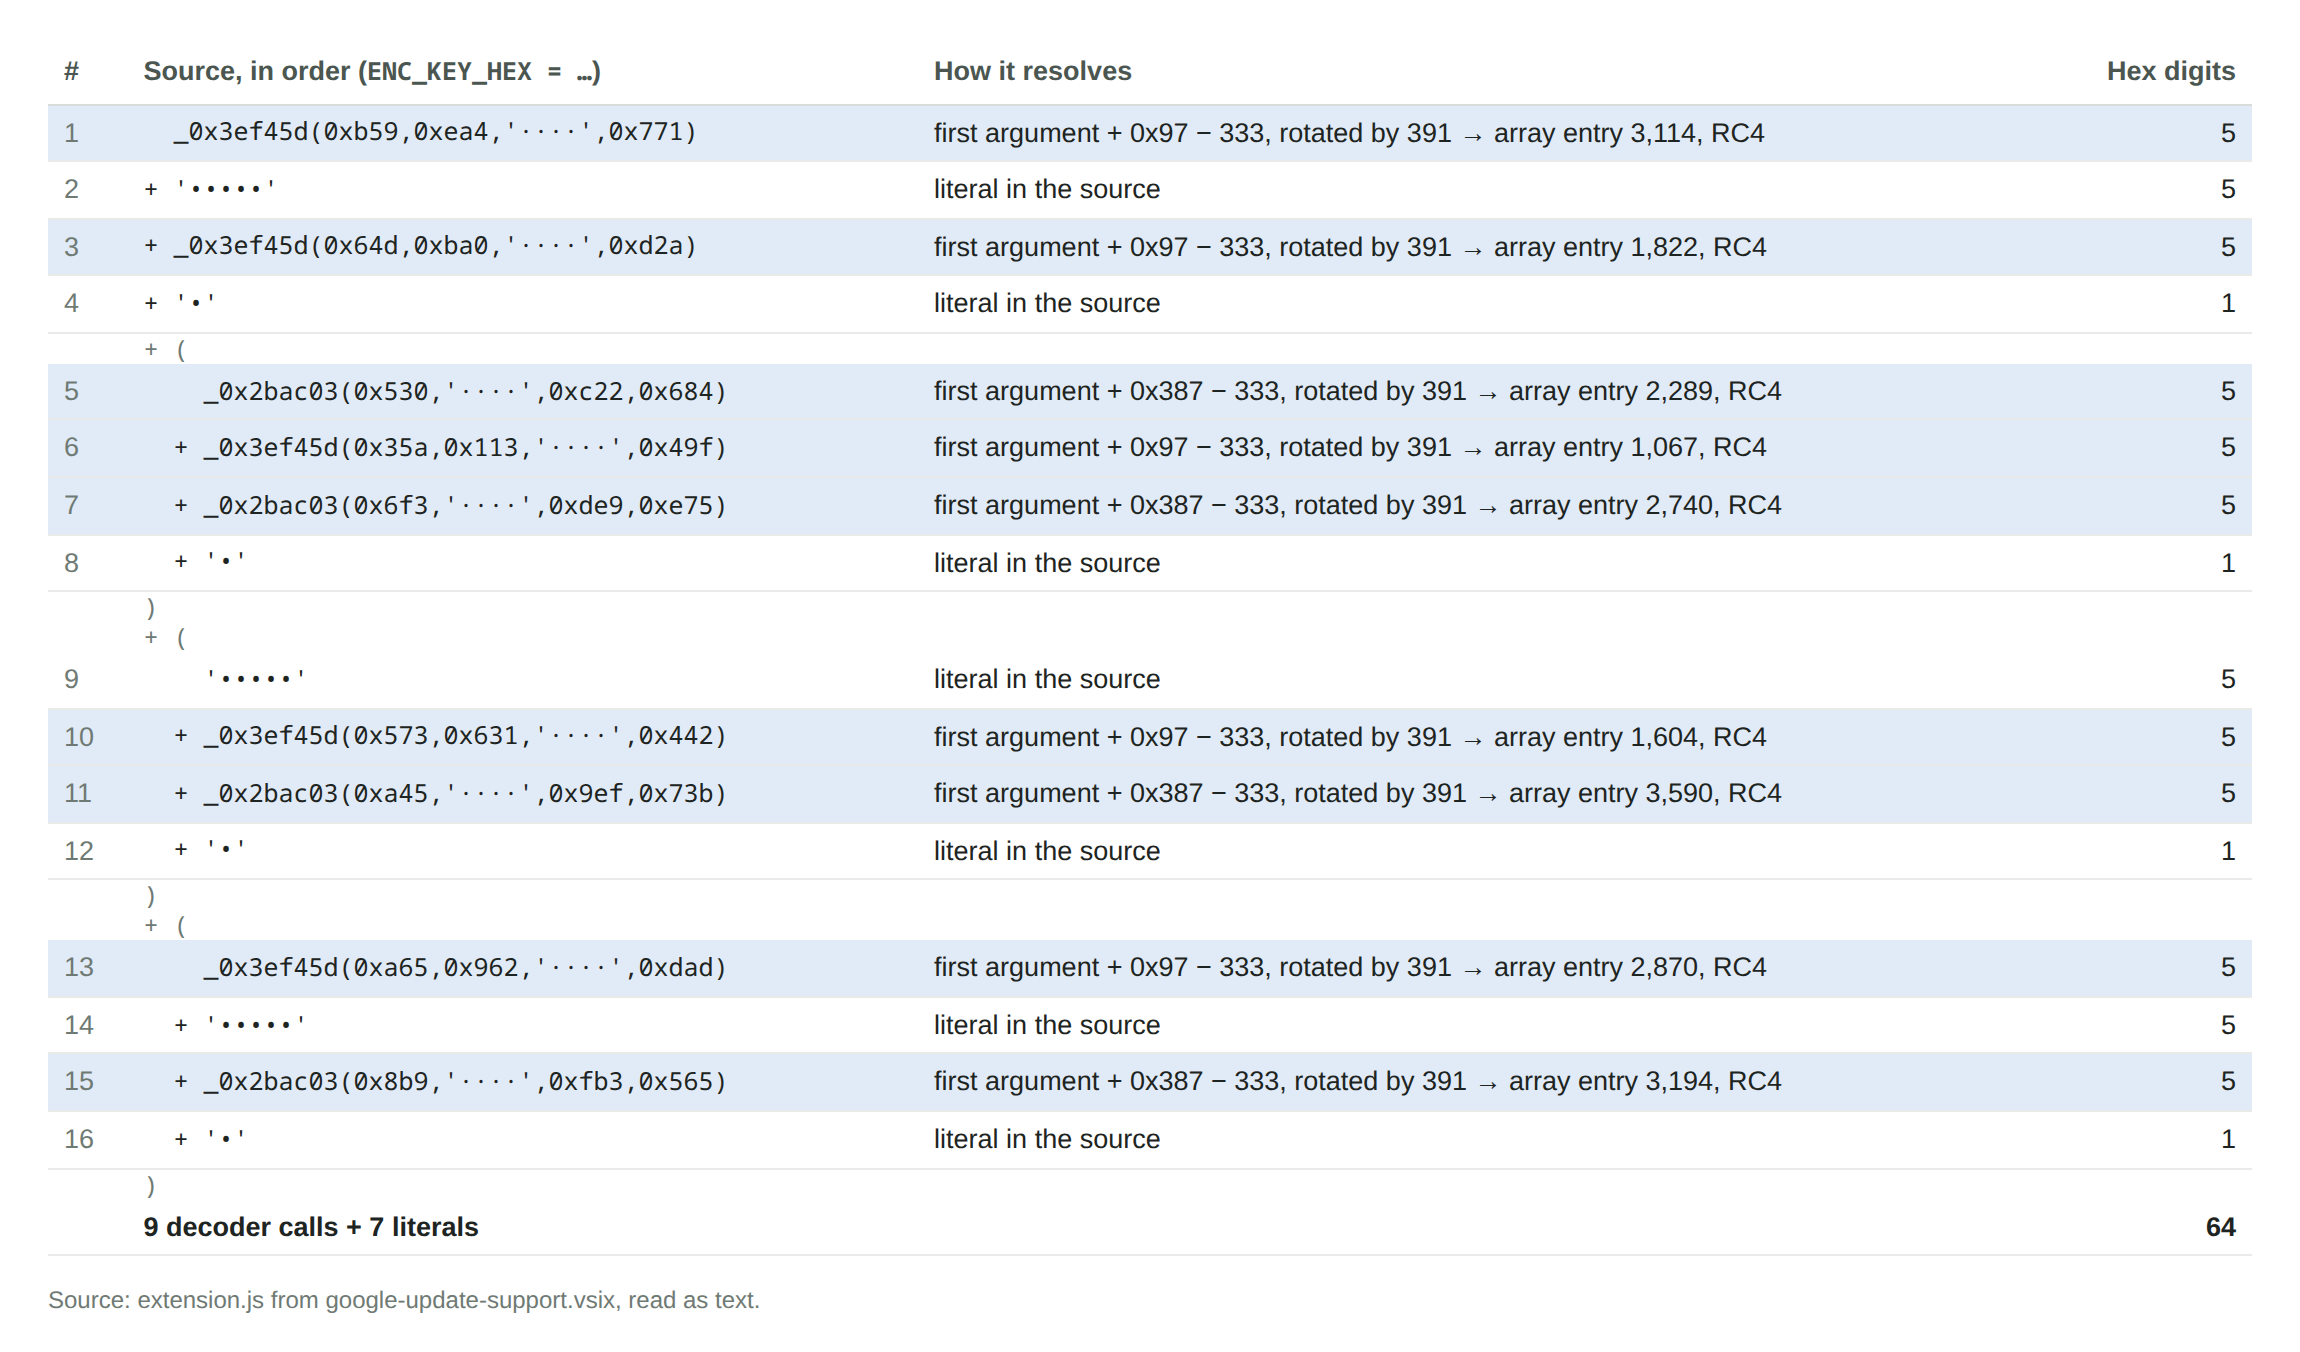 # Source, in order (ENC_KEY_HEX = …) How it resolves Hex digits
1 _0x3ef45d(0xb59,0xea4,'····',0x771) first argument + 0x97 − 333, rotated by 391 → array entry 3,114, RC4 5
2 + '•••••' literal in the source 5
3 + _0x3ef45d(0x64d,0xba0,'····',0xd2a) first argument + 0x97 − 333, rotated by 391 → array entry 1,822, RC4 5
4 + '•' literal in the source 1
+ (
5 _0x2bac03(0x530,'····',0xc22,0x684) first argument + 0x387 − 333, rotated by 391 → array entry 2,289, RC4 5
6 + _0x3ef45d(0x35a,0x113,'····',0x49f) first argument + 0x97 − 333, rotated by 391 → array entry 1,067, RC4 5
7 + _0x2bac03(0x6f3,'····',0xde9,0xe75) first argument + 0x387 − 333, rotated by 391 → array entry 2,740, RC4 5
8 + '•' literal in the source 1
)
+ (
9 '•••••' literal in the source 5
10 + _0x3ef45d(0x573,0x631,'····',0x442) first argument + 0x97 − 333, rotated by 391 → array entry 1,604, RC4 5
11 + _0x2bac03(0xa45,'····',0x9ef,0x73b) first argument + 0x387 − 333, rotated by 391 → array entry 3,590, RC4 5
12 + '•' literal in the source 1
)
+ (
13 _0x3ef45d(0xa65,0x962,'····',0xdad) first argument + 0x97 − 333, rotated by 391 → array entry 2,870, RC4 5
14 + '•••••' literal in the source 5
15 + _0x2bac03(0x8b9,'····',0xfb3,0x565) first argument + 0x387 − 333, rotated by 391 → array entry 3,194, RC4 5
16 + '•' literal in the source 1
)
9 decoder calls + 7 literals 64
Source: extension.js from google-update-support.vsix, read as text.